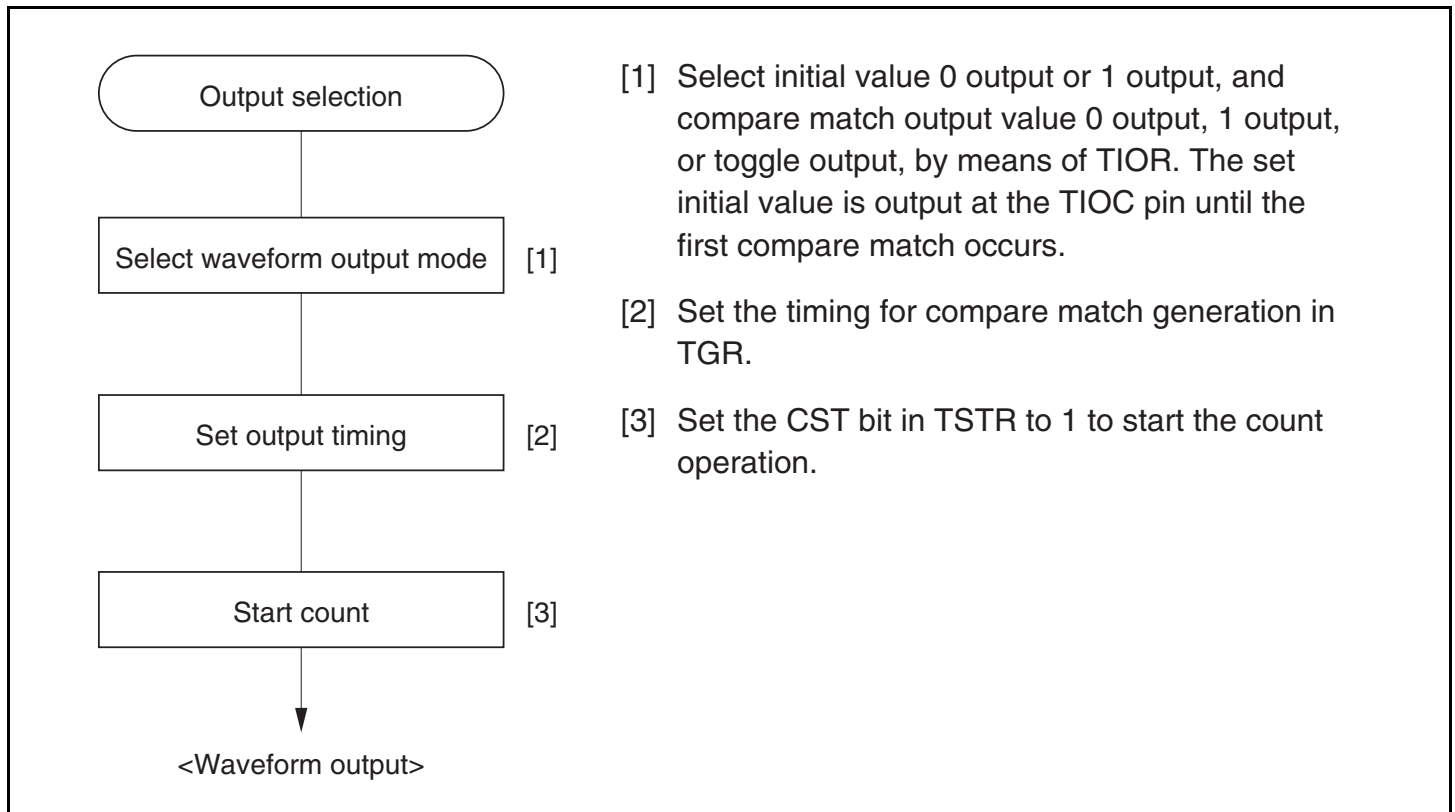 Output selection
Select waveform output mode [1]
Set output timing [2]
Start count [3]
<Waveform output>
[1] Select initial value 0 output or 1 output, and
compare match output value 0 output, 1 output,
or toggle output, by means of TIOR. The set
initial value is output at the TIOC pin until the
first compare match occurs.
[2] Set the timing for compare match generation in
TGR.
[3] Set the CST bit in TSTR to 1 to start the count
operation.